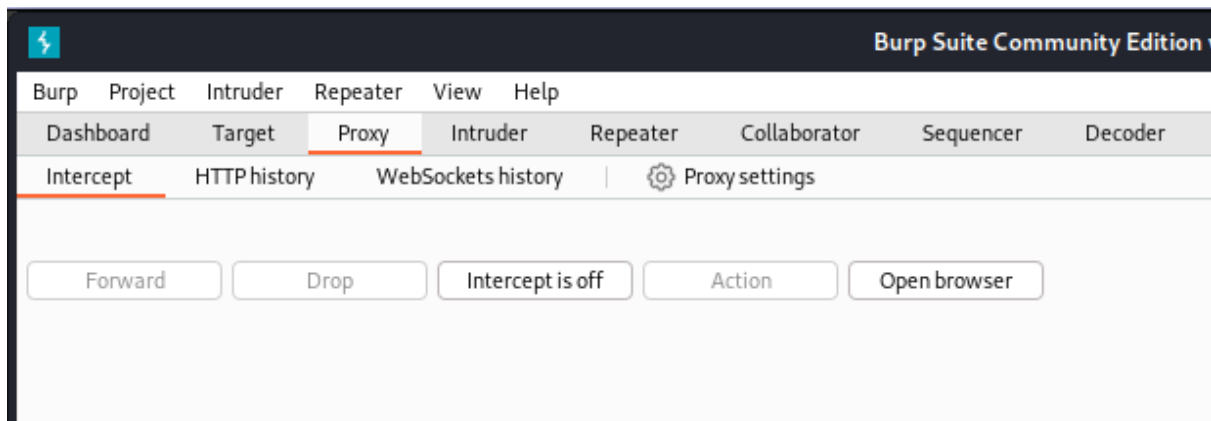 Burp Suite Community Edition
Burp Project Intruder Repeater View Help
Dashboard Target Proxy Intruder Repeater Collaborator Sequencer Decoder
Intercept HTTP history WebSockets history Proxy settings
Forward Drop Intercept is off Action Open browser